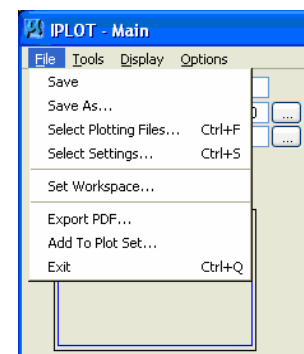 IPLOT - Main
File Tools Display Options
Save
Save As...
Select Plotting Files... Ctrl+F
Select Settings... Ctrl+S
Set Workspace...
Export PDF...
Add To Plot Set...
Exit Ctrl+Q
0 ...
...